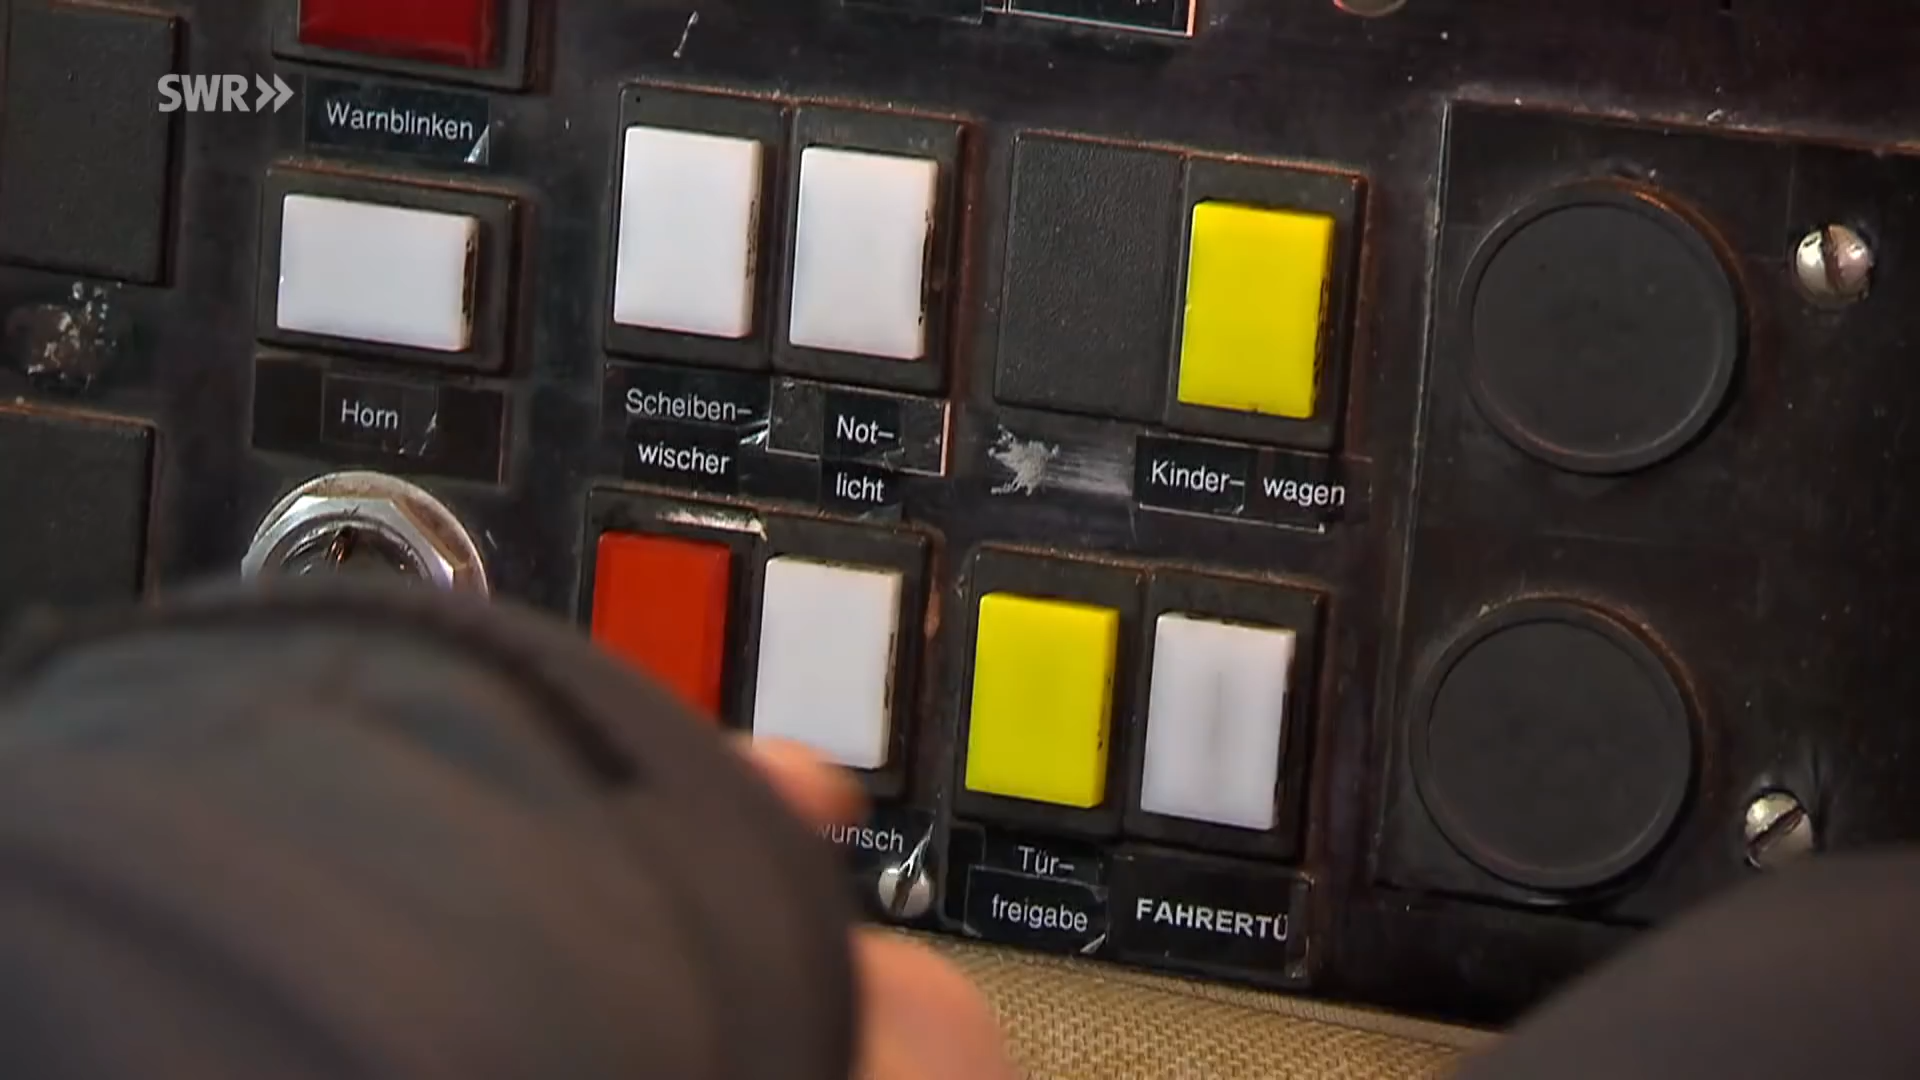 SWR
Warnblinken
Horn
Scheiben-
wischer
Not-
licht
Kinder- wagen
wunsch
Tür-
freigabe
FAHRERTÜ